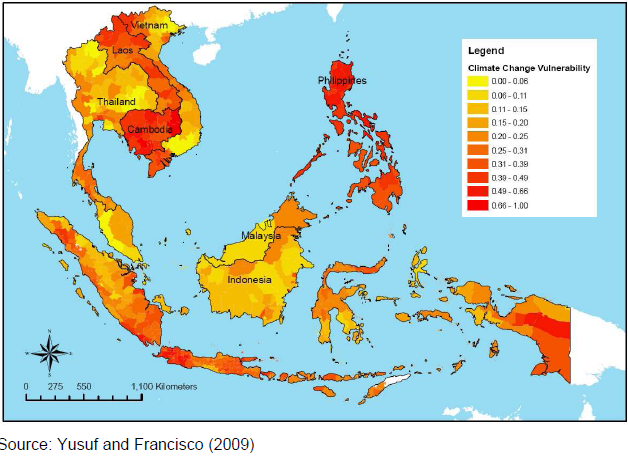 Vietnam
Laos
Thailand
Cambodia
Philippines
Malaysia
Indonesia
Legend
Climate Change Vulnerability
0.00 - 0.06
0.06 - 0.11
0.11 - 0.15
0.15 - 0.20
0.20 - 0.25
0.25 - 0.31
0.31 - 0.39
0.39 - 0.49
0.49 - 0.66
0.66 - 1.00
N
W E
S
0 275 550 1,100 Kilometers
Source: Yusuf and Francisco (2009)